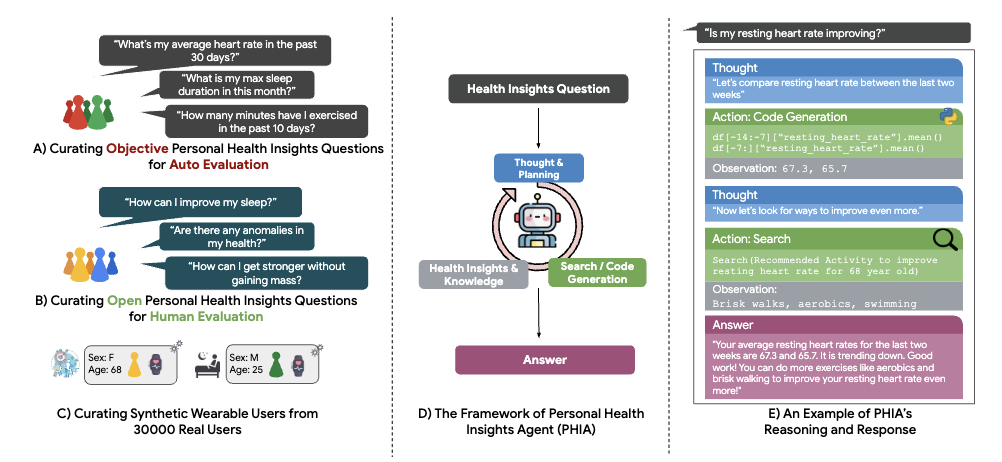 “What’s my average heart rate in the past
30 days?”
“What is my max sleep
duration in this month?”
“How many minutes have I exercised
in the past 10 days?
A) Curating Objective Personal Health Insights Questions
for Auto Evaluation
“How can I improve my sleep?”
“Are there any anomalies in
my health?”
“How can I get stronger without
gaining mass?
B) Curating Open Personal Health Insights Questions
for Human Evaluation
Sex: F
Age: 68
Sex: M
Age: 25
C) Curating Synthetic Wearable Users from
30000 Real Users
Health Insights Question
Thought &
Planning
Health Insights &
Knowledge
Search / Code
Generation
Answer
D) The Framework of Personal Health
Insights Agent (PHIA)
“Is my resting heart rate improving?”
Thought
“Let’s compare resting heart rate between the last two
weeks”
Action: Code Generation
df[-14:-7]["resting_heart_rate"].mean()
df[-7:]["resting_heart_rate"].mean()
Observation: 67.3, 65.7
Thought
“Now let’s look for ways to improve even more.”
Action: Search
Search(Recommended Activity to improve
resting heart rate for 68 year old)
Observation:
Brisk walks, aerobics, swimming
Answer
“Your average resting heart rates for the last two
weeks are 67.3 and 65.7. It is trending down. Good
work! You can do more exercises like aerobics and
brisk walking to improve your resting heart rate even
more!”
E) An Example of PHIA’s
Reasoning and Response